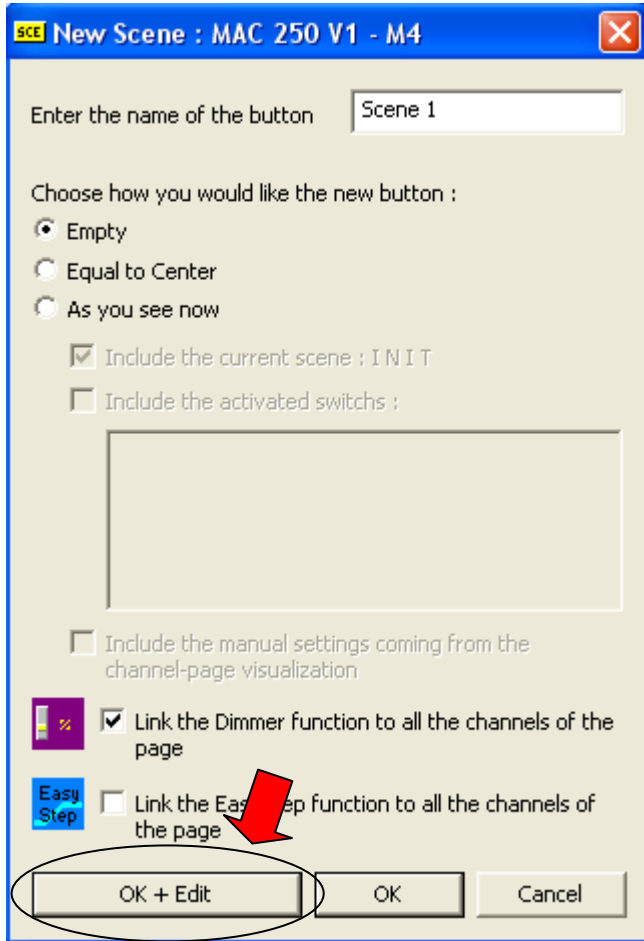 SCE New Scene : MAC 250 V1 - M4
Enter the name of the button Scene 1
Choose how you would like the new button :
Empty
Equal to Center
As you see now
Include the current scene : I N I T
Include the activated switchs :
Include the manual settings coming from the
channel-page visualization
% Link the Dimmer function to all the channels of the
page
Easy
Step
Link the function to all the channels of
the page
OK + Edit OK Cancel